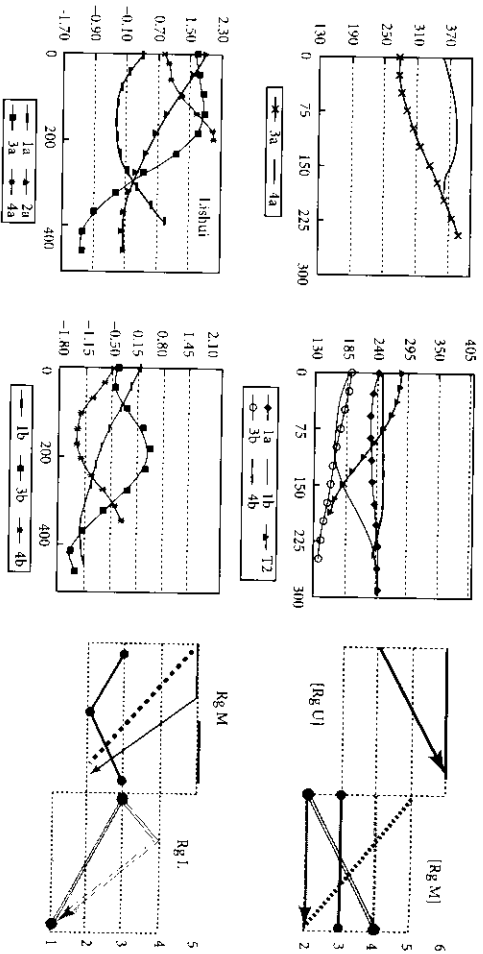 130 190 250 310 370
0 75 150 225 300
3a 4a
130 185 240 295 350 405
0 75 150 225 300
1a 1b T2
3b 4b
[Rg U] [Rg M]
2 3 4 5 6
-1.70 -0.90 -0.10 0.70 1.50 2.30
0 200 400
Lishui
1a 2a
3a 4a
-1.80 -1.15 -0.50 0.15 0.80 1.45 2.10
0 200 400
1b 3b 4b
Rg M Rg L
1 2 3 4 5